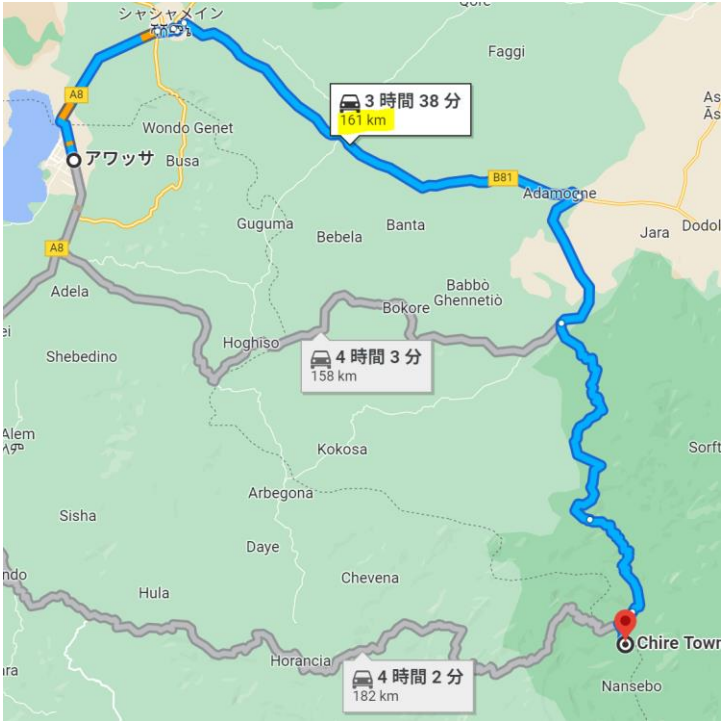 Qore
シャシャメイン
ሻሸመኔ
Faggi
3 時間 38 分
161 km
A8
Wondo Genet
アワッサ
Busa
B81
Adamogne
Guguma
Banta
Jara
Dodol
Bebela
A8
Babbò
Ghennetiò
Adela
Bokore
Hoghiso
4 時間 3 分
158 km
Shebedino
Alem
Kokosa
Sorft
Arbegona
Sisha
Daye
ndo
Chevena
Hula
Horancia
Chire Town
4 時間 2 分
182 km
Nansebo